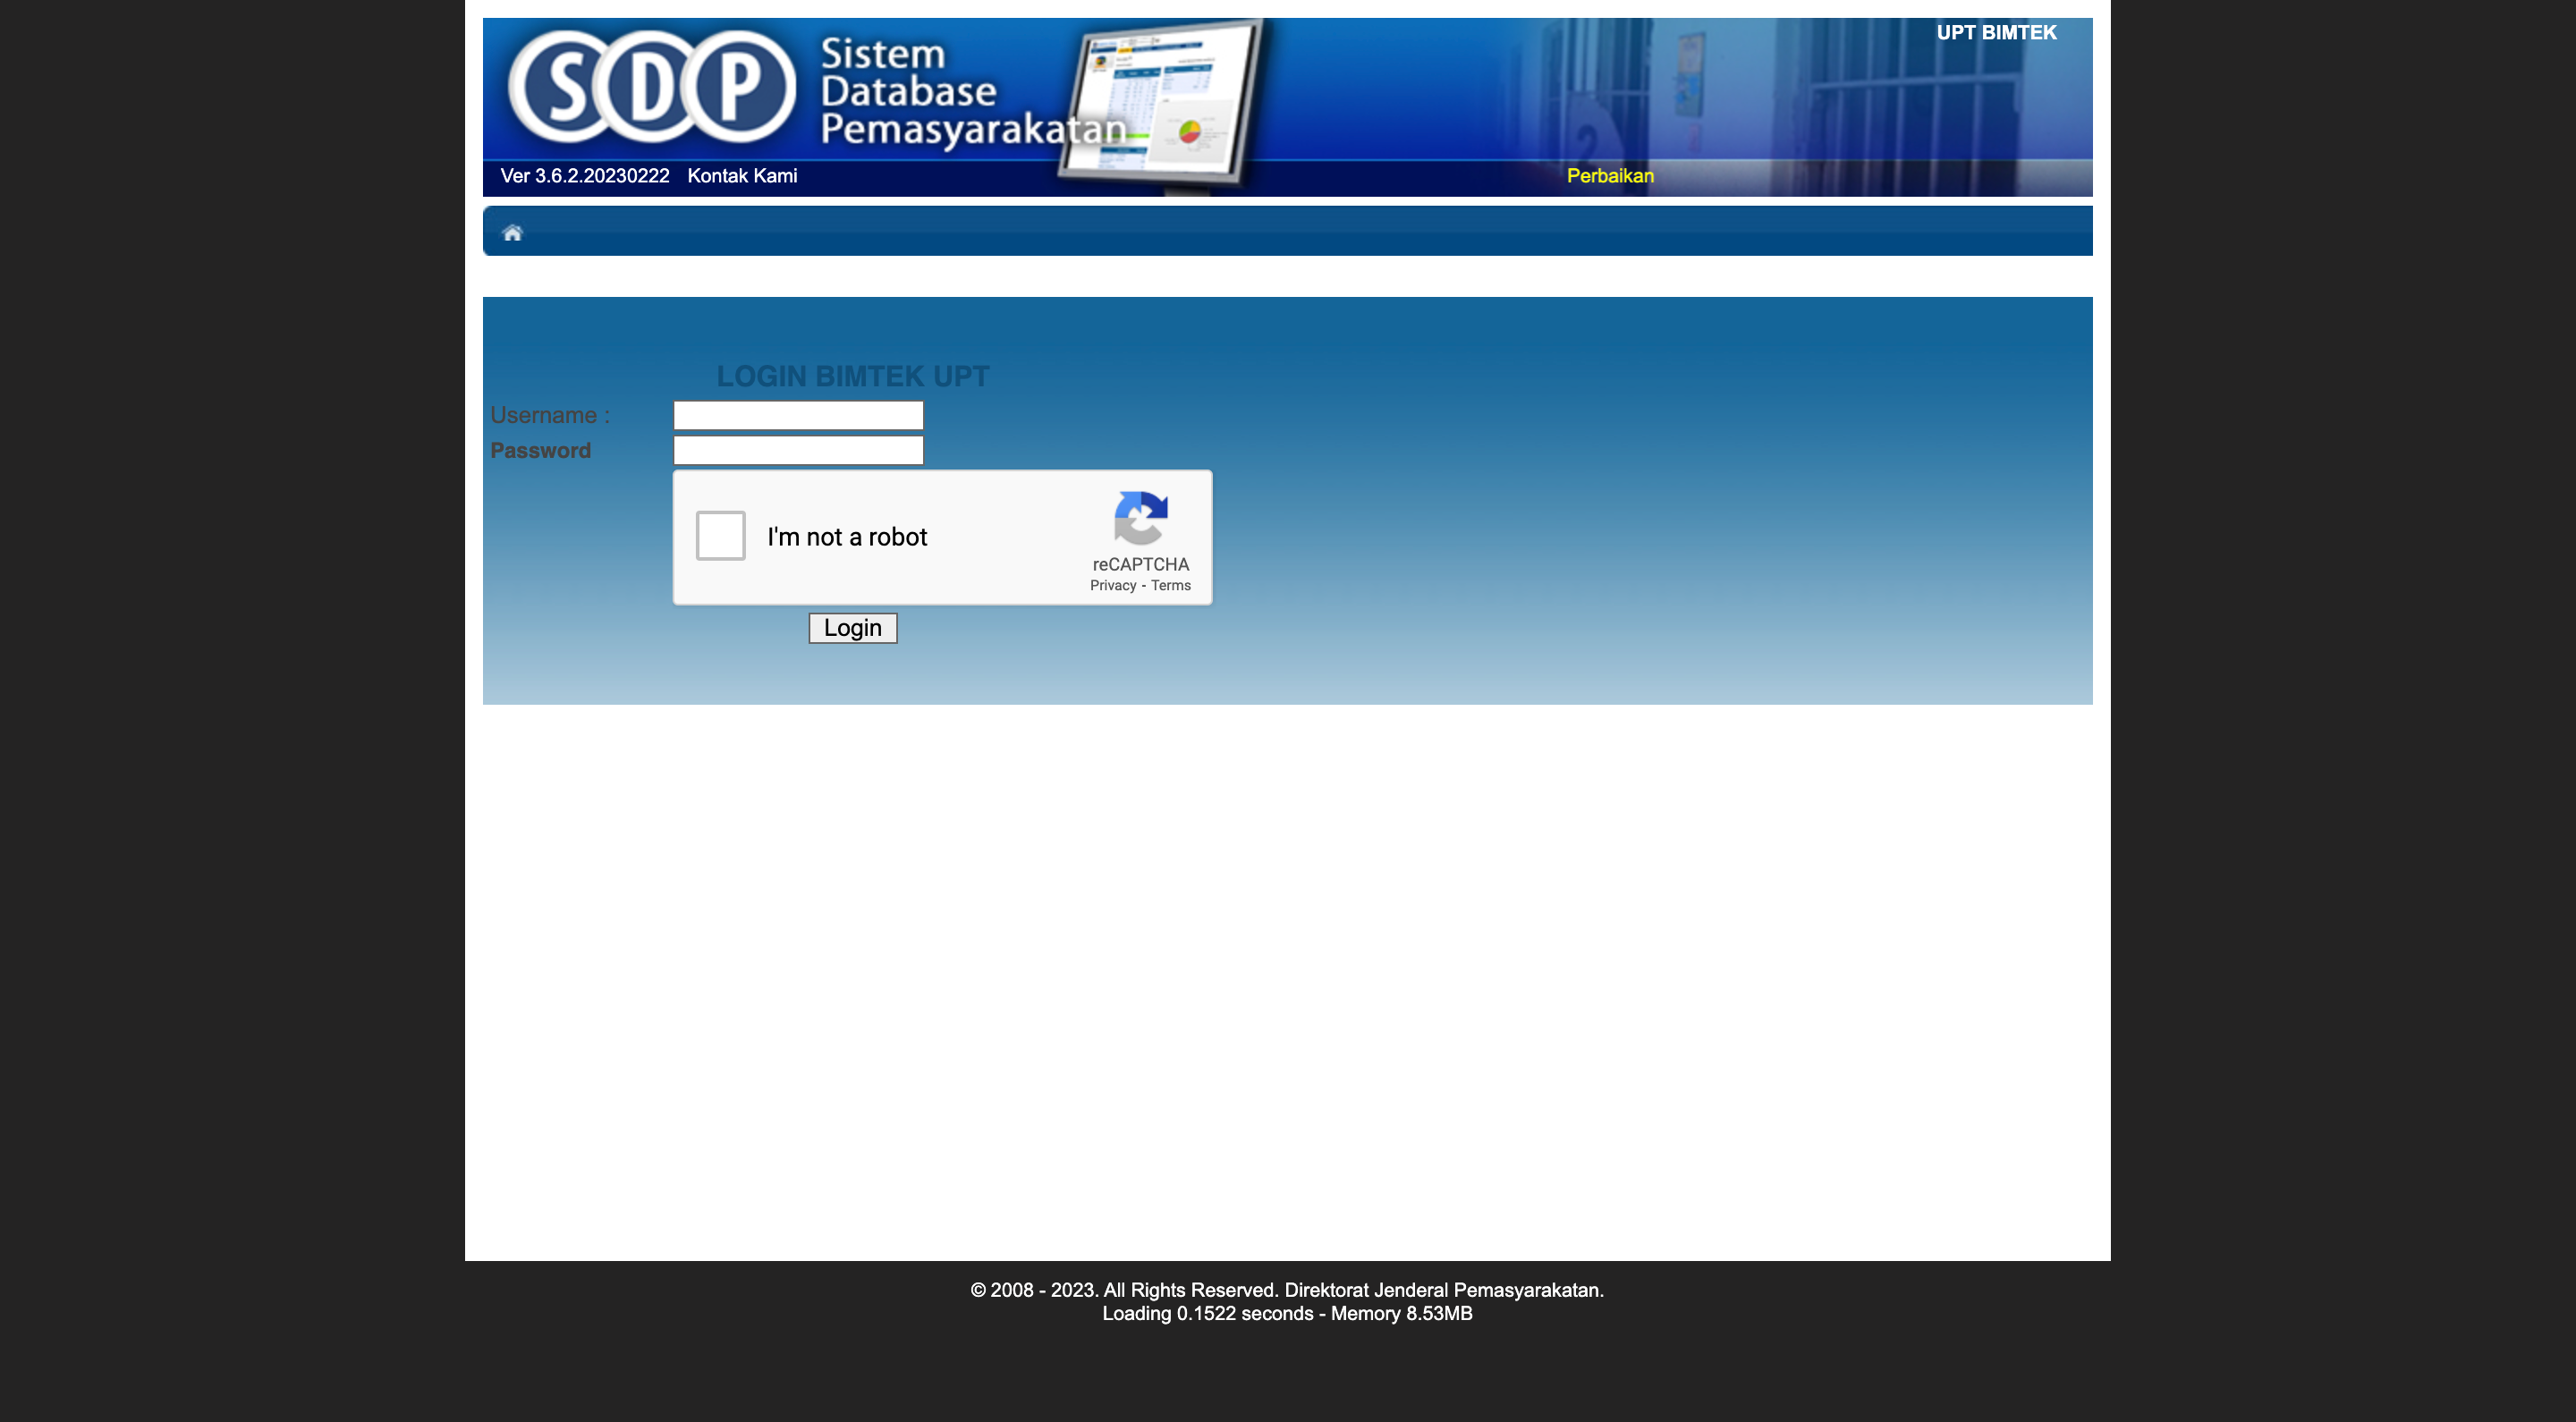 UPT BIMTEK
SDP
Sistem
Database
Pemasyarakatan
Ver 3.6.2.20230222 Kontak Kami Perbaikan
LOGIN BIMTEK UPT
Username :
Password
I'm not a robot
reCAPTCHA
Privacy - Terms
Login
© 2008 - 2023. All Rights Reserved. Direktorat Jenderal Pemasyarakatan.
Loading 0.1522 seconds - Memory 8.53MB